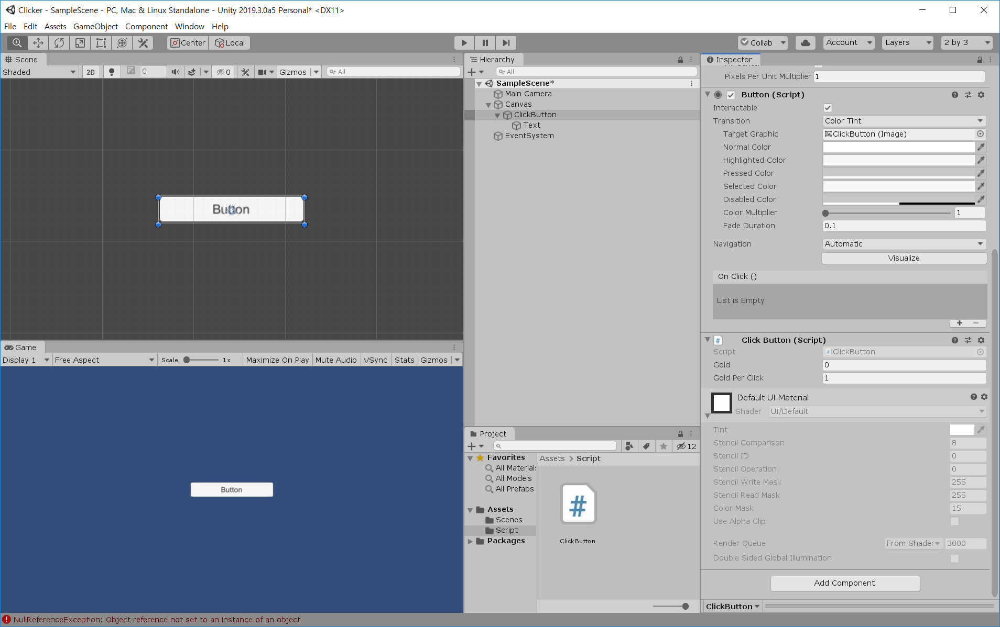 Clicker - SampleScene - PC, Mac & Linux Standalone - Unity 2019.3.0a5 Personal* <DX11>
File Edit Assets GameObject Component Window Help
Center Local Collab Account Layers 2 by 3
Scene
Shaded 2D 0 0 Gizmos All
Button
Game
Display 1 Free Aspect Scale 1x Maximize On Play Mute Audio VSync Stats Gizmos
Button
Hierarchy
All
SampleScene*
Main Camera
Canvas
ClickButton
Text
EventSystem
Project
12
Favorites
All Materials
All Models
All Prefabs
Assets
Scenes
Script
Packages
Assets > Script
#
ClickButton
Inspector
Pixels Per Unit Multiplier 1
Button (Script)
Interactable
Transition Color Tint
Target Graphic ClickButton (Image)
Normal Color
Highlighted Color
Pressed Color
Selected Color
Disabled Color
Color Multiplier 1
Fade Duration 0.1
Navigation Automatic
Visualize
On Click ()
List is Empty
+ −
# Click Button (Script)
Script # ClickButton
Gold 0
Gold Per Click 1
Default UI Material
Shader UI/Default
Tint
Stencil Comparison 8
Stencil ID 0
Stencil Operation 0
Stencil Write Mask 255
Stencil Read Mask 255
Color Mask 15
Use Alpha Clip
Render Queue From Shader 3000
Double Sided Global Illumination
Add Component
ClickButton
NullReferenceException: Object reference not set to an instance of an object